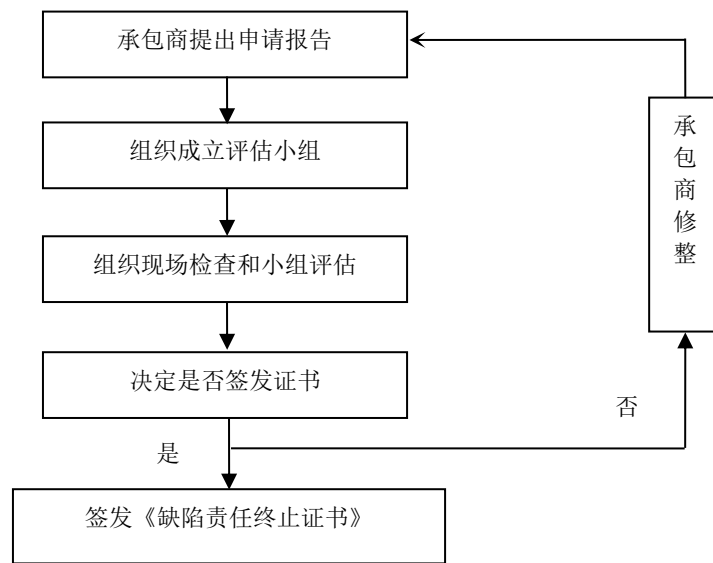 承包商提出申请报告
组织成立评估小组
组织现场检查和小组评估
决定是否签发证书
是
否
签发《缺陷责任终止证书》
承
包
商
修
整